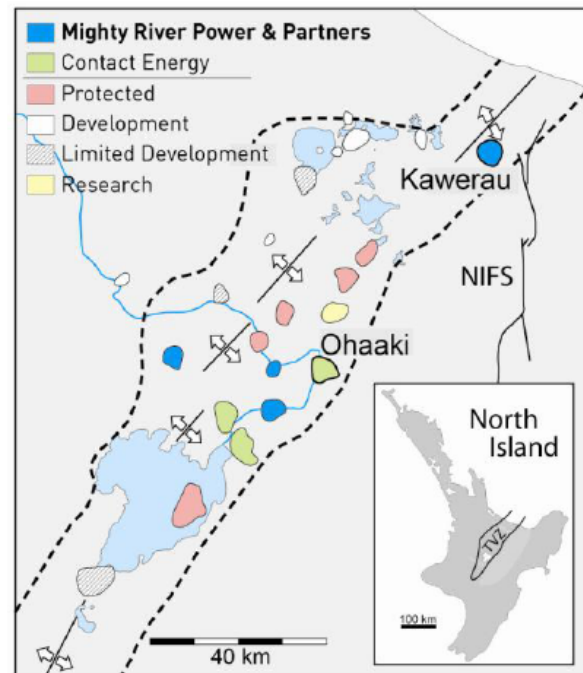 Mighty River Power & Partners
Contact Energy
Protected
Development
Limited Development
Research
Kawerau
NIFS
Ohaaki
North
Island
TVZ
100 km
40 km